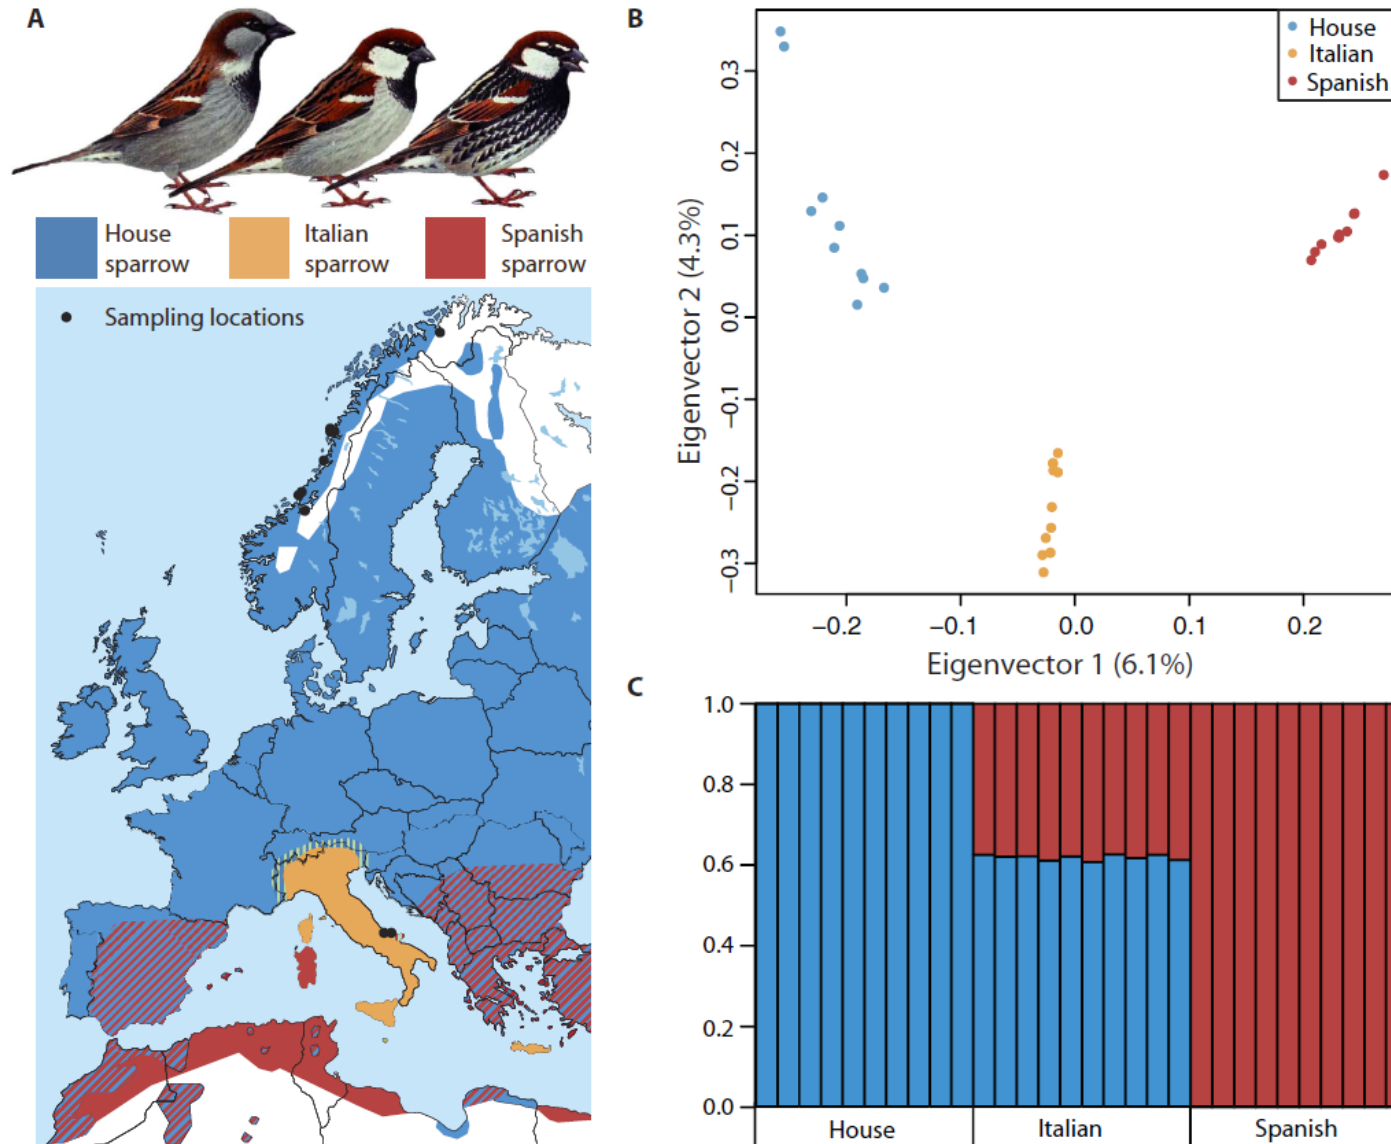 A
House
sparrow
Italian
sparrow
Spanish
sparrow
Sampling locations
B
House
Italian
Spanish
Eigenvector 2 (4.3%)
0.3
0.2
0.1
0.0
−0.1
−0.2
−0.3
−0.2
−0.1
0.0
0.1
0.2
Eigenvector 1 (6.1%)
C
1.0
0.8
0.6
0.4
0.2
0.0
House
Italian
Spanish